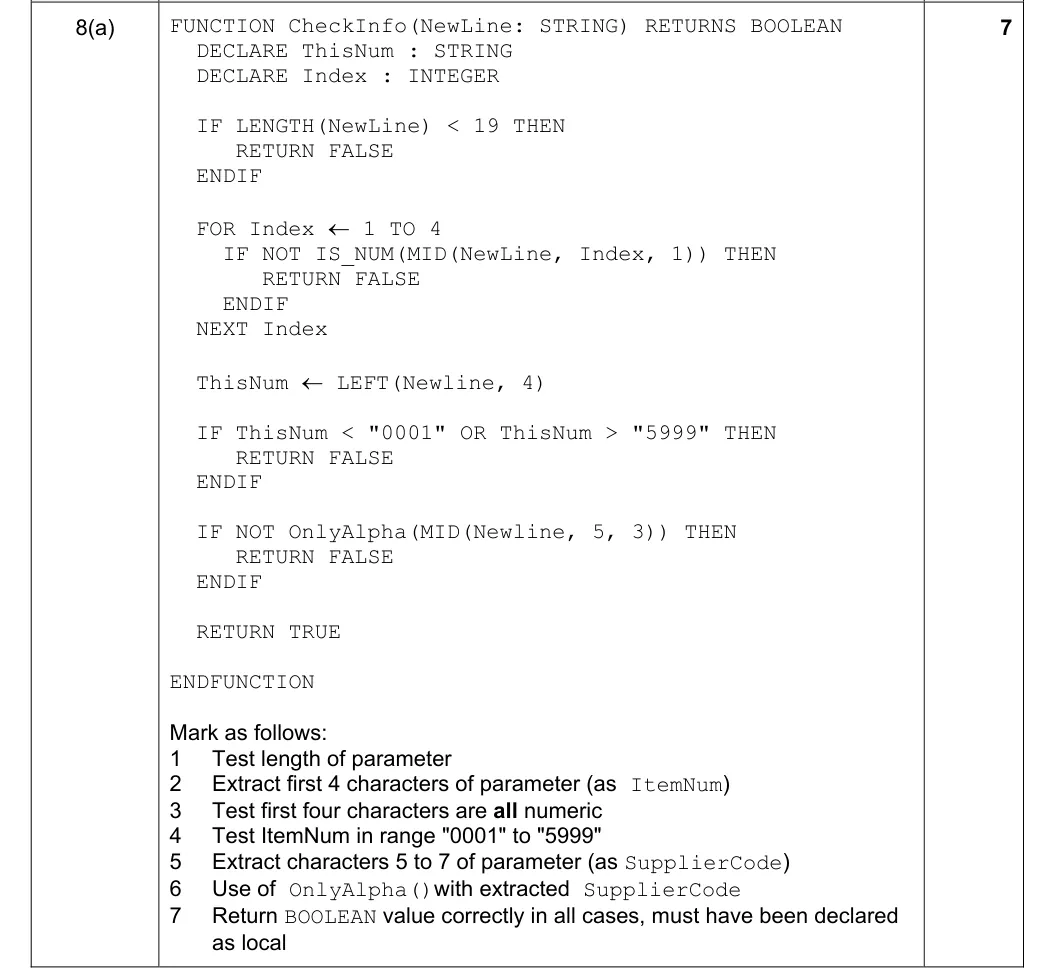 8(a)
FUNCTION CheckInfo(NewLine: STRING) RETURNS BOOLEAN
7
DECLARE ThisNum : STRING
DECLARE Index : INTEGER
IF LENGTH(NewLine) < 19 THEN
RETURN FALSE
ENDIF
FOR Index ← 1 TO 4
IF NOT IS_NUM(MID(NewLine, Index, 1)) THEN
RETURN FALSE
ENDIF
NEXT Index
ThisNum ← LEFT(Newline, 4)
IF ThisNum < "0001" OR ThisNum > "5999" THEN
RETURN FALSE
ENDIF
IF NOT OnlyAlpha(MID(Newline, 5, 3)) THEN
RETURN FALSE
ENDIF
RETURN TRUE
ENDFUNCTION
Mark as follows:
1 Test length of parameter
2 Extract first 4 characters of parameter (as ItemNum)
3 Test first four characters are all numeric
4 Test ItemNum in range "0001" to "5999"
5 Extract characters 5 to 7 of parameter (as SupplierCode)
6 Use of OnlyAlpha()with extracted SupplierCode
7 Return BOOLEAN value correctly in all cases, must have been declared
as local